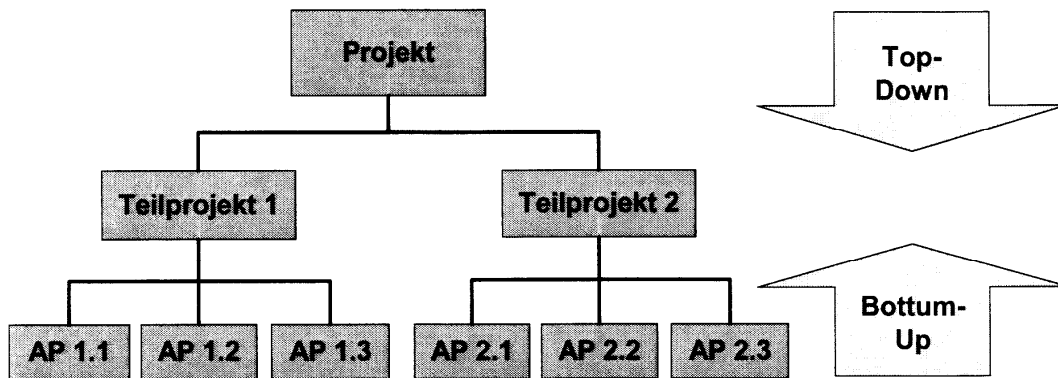 Projekt
Top-
Down
Teilprojekt 1
Teilprojekt 2
Bottum-
Up
AP 1.1
AP 1.2
AP 1.3
AP 2.1
AP 2.2
AP 2.3